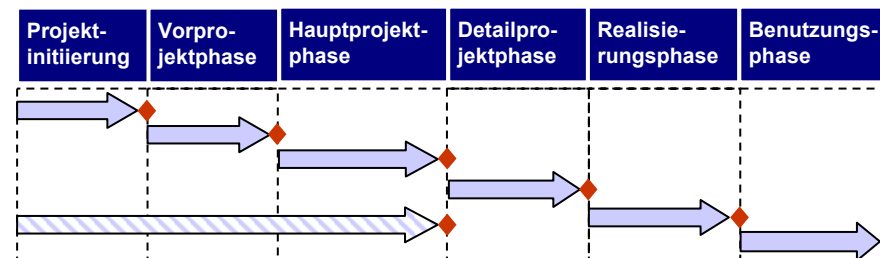 Projekt-
initiierung
Vorpro-
jektphase
Hauptprojekt-
phase
Detailpro-
jektphase
Realisie-
rungsphase
Benutzungs-
phase